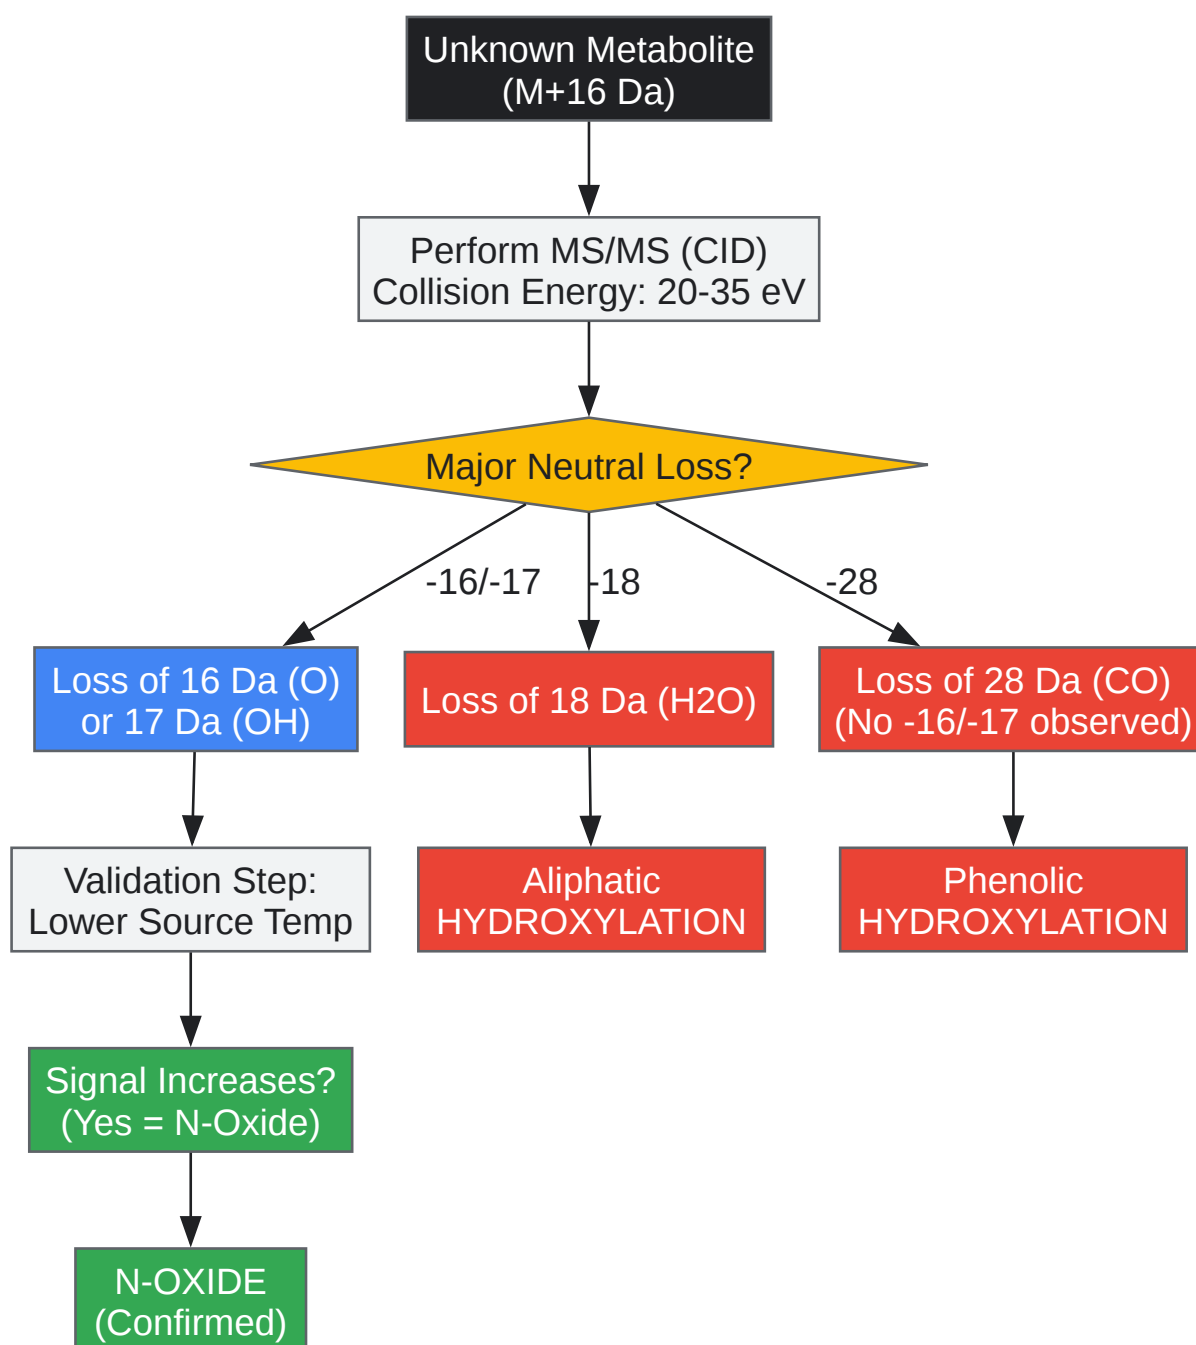 Unknown Metabolite
(M+16 Da)
Perform MS/MS (CID)
Collision Energy: 20-35 eV
Major Neutral Loss?
-16/-17
-18
-28
Loss of 16 Da (O)
or 17 Da (OH)
Loss of 18 Da (H2O)
Loss of 28 Da (CO)
(No -16/-17 observed)
Validation Step:
Lower Source Temp
Aliphatic
HYDROXYLATION
Phenolic
HYDROXYLATION
Signal Increases?
(Yes = N-Oxide)
N-OXIDE
(Confirmed)